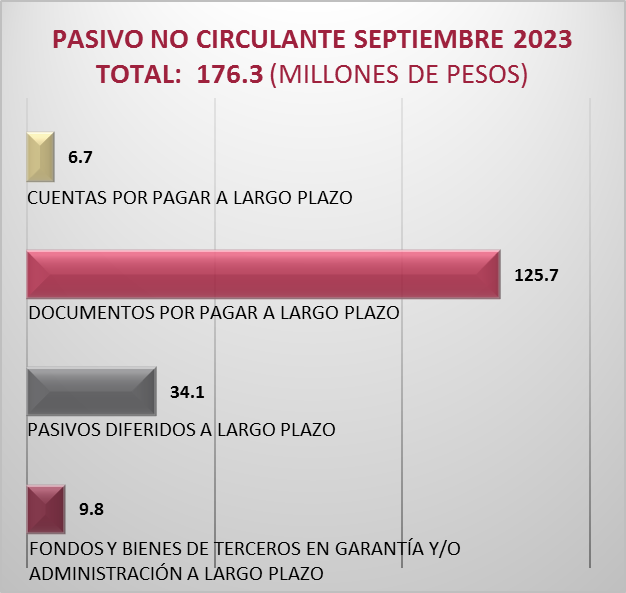 PASIVO NO CIRCULANTE SEPTIEMBRE 2023
TOTAL: 176.3 (MILLONES DE PESOS)
6.7
CUENTAS POR PAGAR A LARGO PLAZO
125.7
DOCUMENTOS POR PAGAR A LARGO PLAZO
34.1
PASIVOS DIFERIDOS A LARGO PLAZO
9.8
FONDOS Y BIENES DE TERCEROS EN GARANTÍA Y/O
ADMINISTRACIÓN A LARGO PLAZO